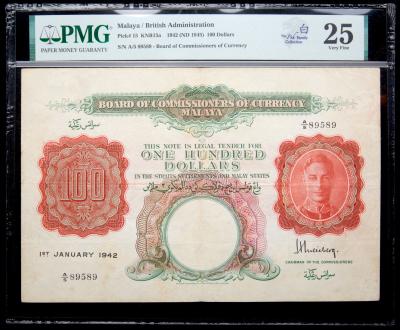 PMG
PAPER MONEY GUARANTY
Malaya / British Administration
Pick# 15 KNB15a 1942 (ND 1945) 100 Dollars
S/N A/5 89589 - Board of Commissioners of Currency
白
Family
Collection
25
Very Fine
BOARD OF COMMISSIONERS OF CURRENCY
MALAYA
A/5 89589
THIS NOTE IS LEGAL TENDER FOR
ONE HUNDRED
DOLLARS
IN THE STRAITS SETTLEMENTS AND MALAY STATES
100
1ST JANUARY 1942
CHAIRMAN OF THE COMMISSIONERS
A/5 89589